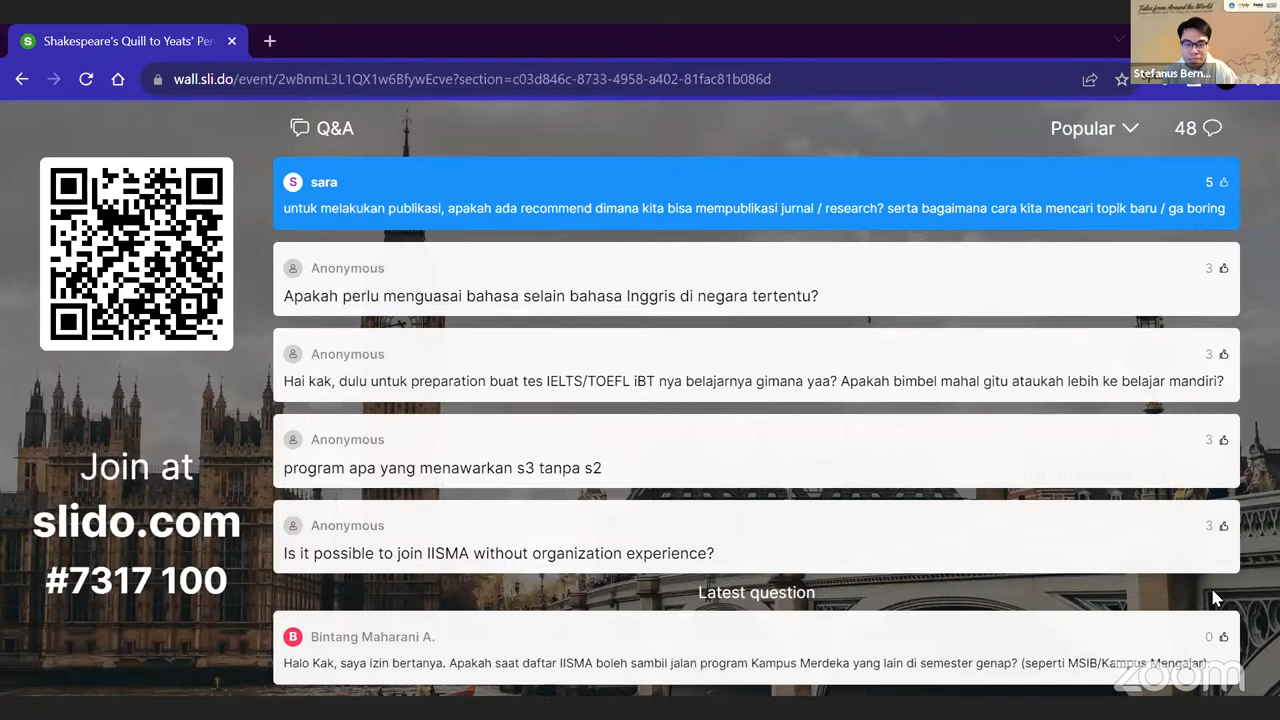 Shakespeare's Quill to Yeats' Pen
Tales from Around the World
wall.sli.do/event/2wBnmL3L1QX1w6BfywEcve?section=c03d846c-8733-4958-a402-81fac81b086d
Stefanus Bern...
Q&A
Popular
48
S sara
5
untuk melakukan publikasi, apakah ada recommend dimana kita bisa mempublikasi jurnal / research? serta bagaimana cara kita mencari topik baru / ga boring
Anonymous
3
Apakah perlu menguasai bahasa selain bahasa Inggris di negara tertentu?
Anonymous
3
Hai kak, dulu untuk preparation buat tes IELTS/TOEFL iBT nya belajarnya gimana yaa? Apakah bimbel mahal gitu ataukah lebih ke belajar mandiri?
Anonymous
3
program apa yang menawarkan s3 tanpa s2
Anonymous
3
Is it possible to join IISMA without organization experience?
Latest question
B Bintang Maharani A.
0
Halo Kak, saya izin bertanya. Apakah saat daftar IISMA boleh sambil jalan program Kampus Merdeka yang lain di semester genap? (seperti MSIB/Kampus Mengajar)
Join at
slido.com
#7317 100
zoom